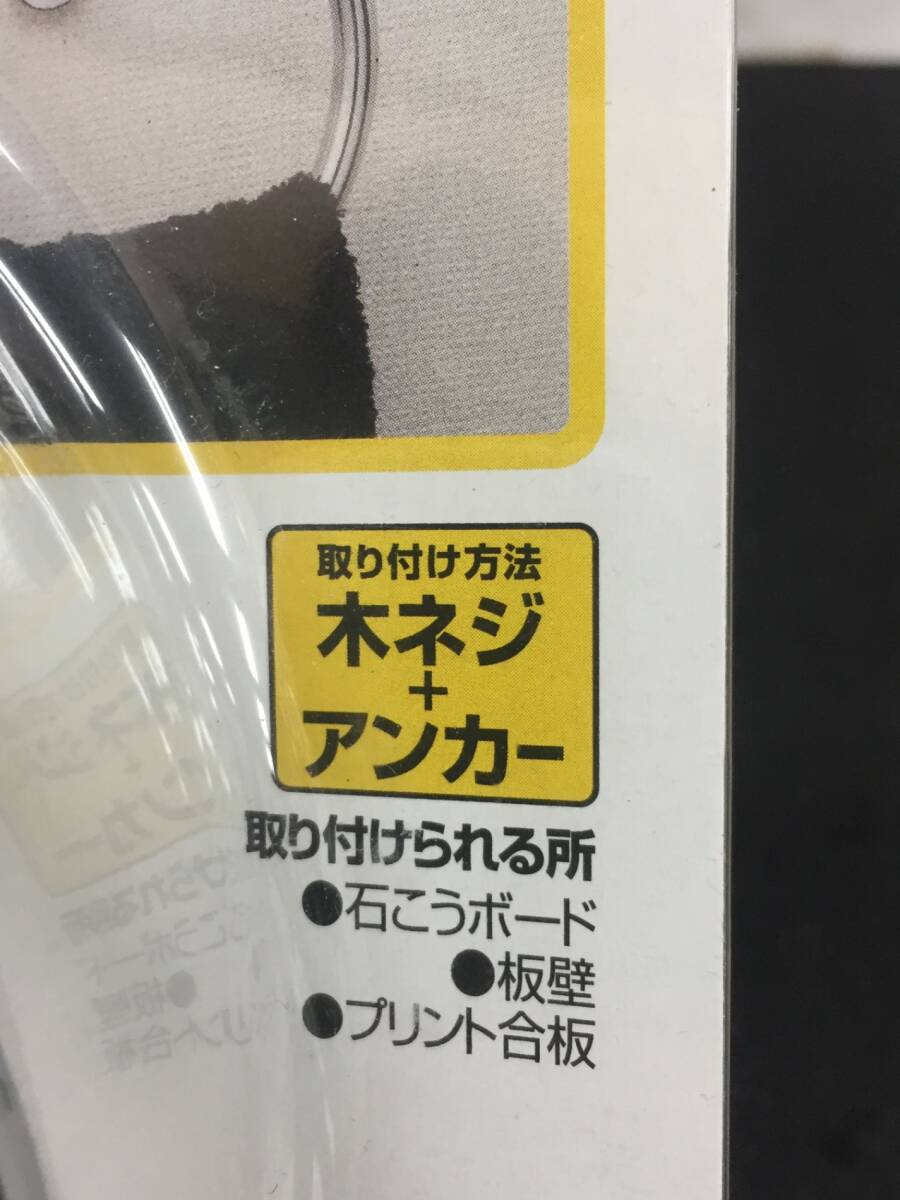 取り付け方法
木ネジ
+
アンカー
取り付けられる所
●石こうボード
●板壁
●プリント合板